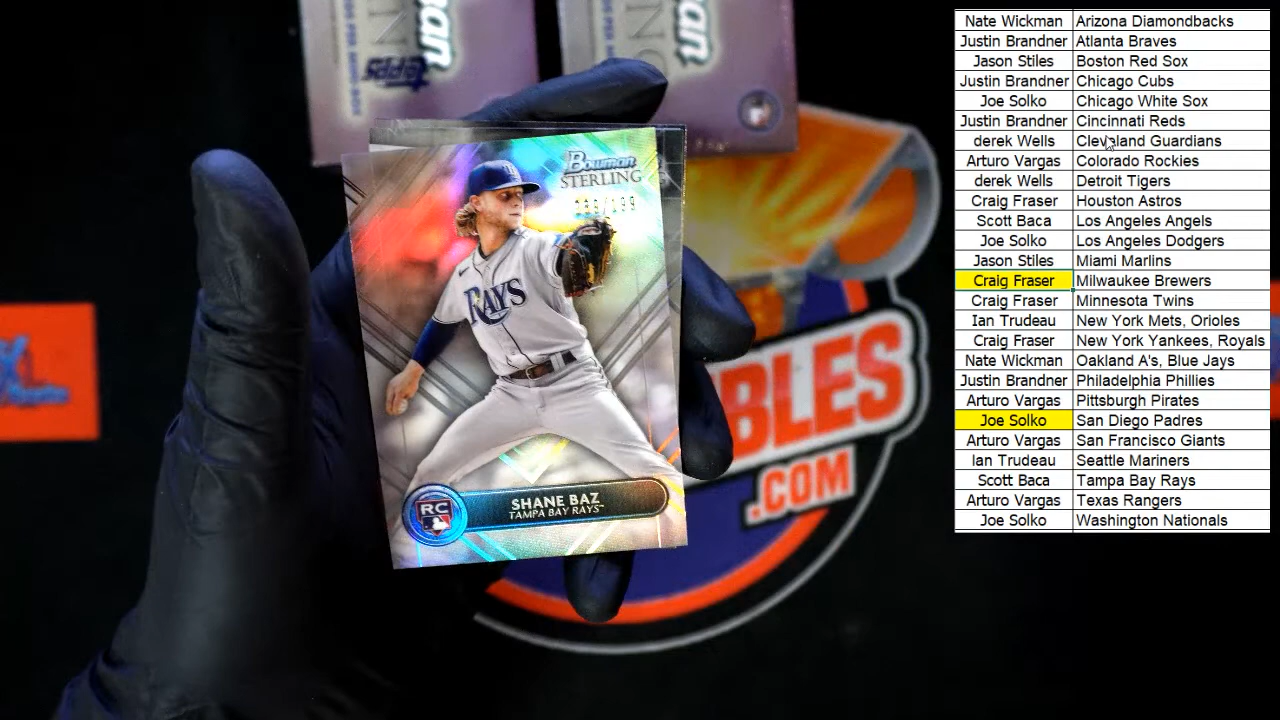 Bowman
STERLING
/199
RAYS
RC
SHANE BAZ
TAMPA BAY RAYS
topps
BLES
.COM
Nate Wickman Arizona Diamondbacks
Justin Brandner Atlanta Braves
Jason Stiles Boston Red Sox
Justin Brandner Chicago Cubs
Joe Solko Chicago White Sox
Justin Brandner Cincinnati Reds
derek Wells Cleveland Guardians
Arturo Vargas Colorado Rockies
derek Wells Detroit Tigers
Craig Fraser Houston Astros
Scott Baca Los Angeles Angels
Joe Solko Los Angeles Dodgers
Jason Stiles Miami Marlins
Craig Fraser Milwaukee Brewers
Craig Fraser Minnesota Twins
Ian Trudeau New York Mets, Orioles
Craig Fraser New York Yankees, Royals
Nate Wickman Oakland A's, Blue Jays
Justin Brandner Philadelphia Phillies
Arturo Vargas Pittsburgh Pirates
Joe Solko San Diego Padres
Arturo Vargas San Francisco Giants
Ian Trudeau Seattle Mariners
Scott Baca Tampa Bay Rays
Arturo Vargas Texas Rangers
Joe Solko Washington Nationals